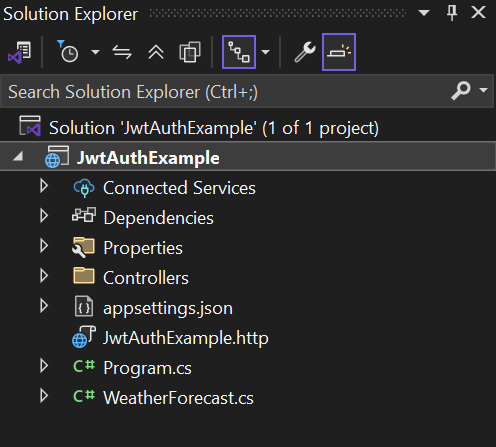 Solution Explorer
Search Solution Explorer (Ctrl+;)
Solution 'JwtAuthExample' (1 of 1 project)
JwtAuthExample
Connected Services
Dependencies
Properties
Controllers
appsettings.json
JwtAuthExample.http
C# Program.cs
C# WeatherForecast.cs